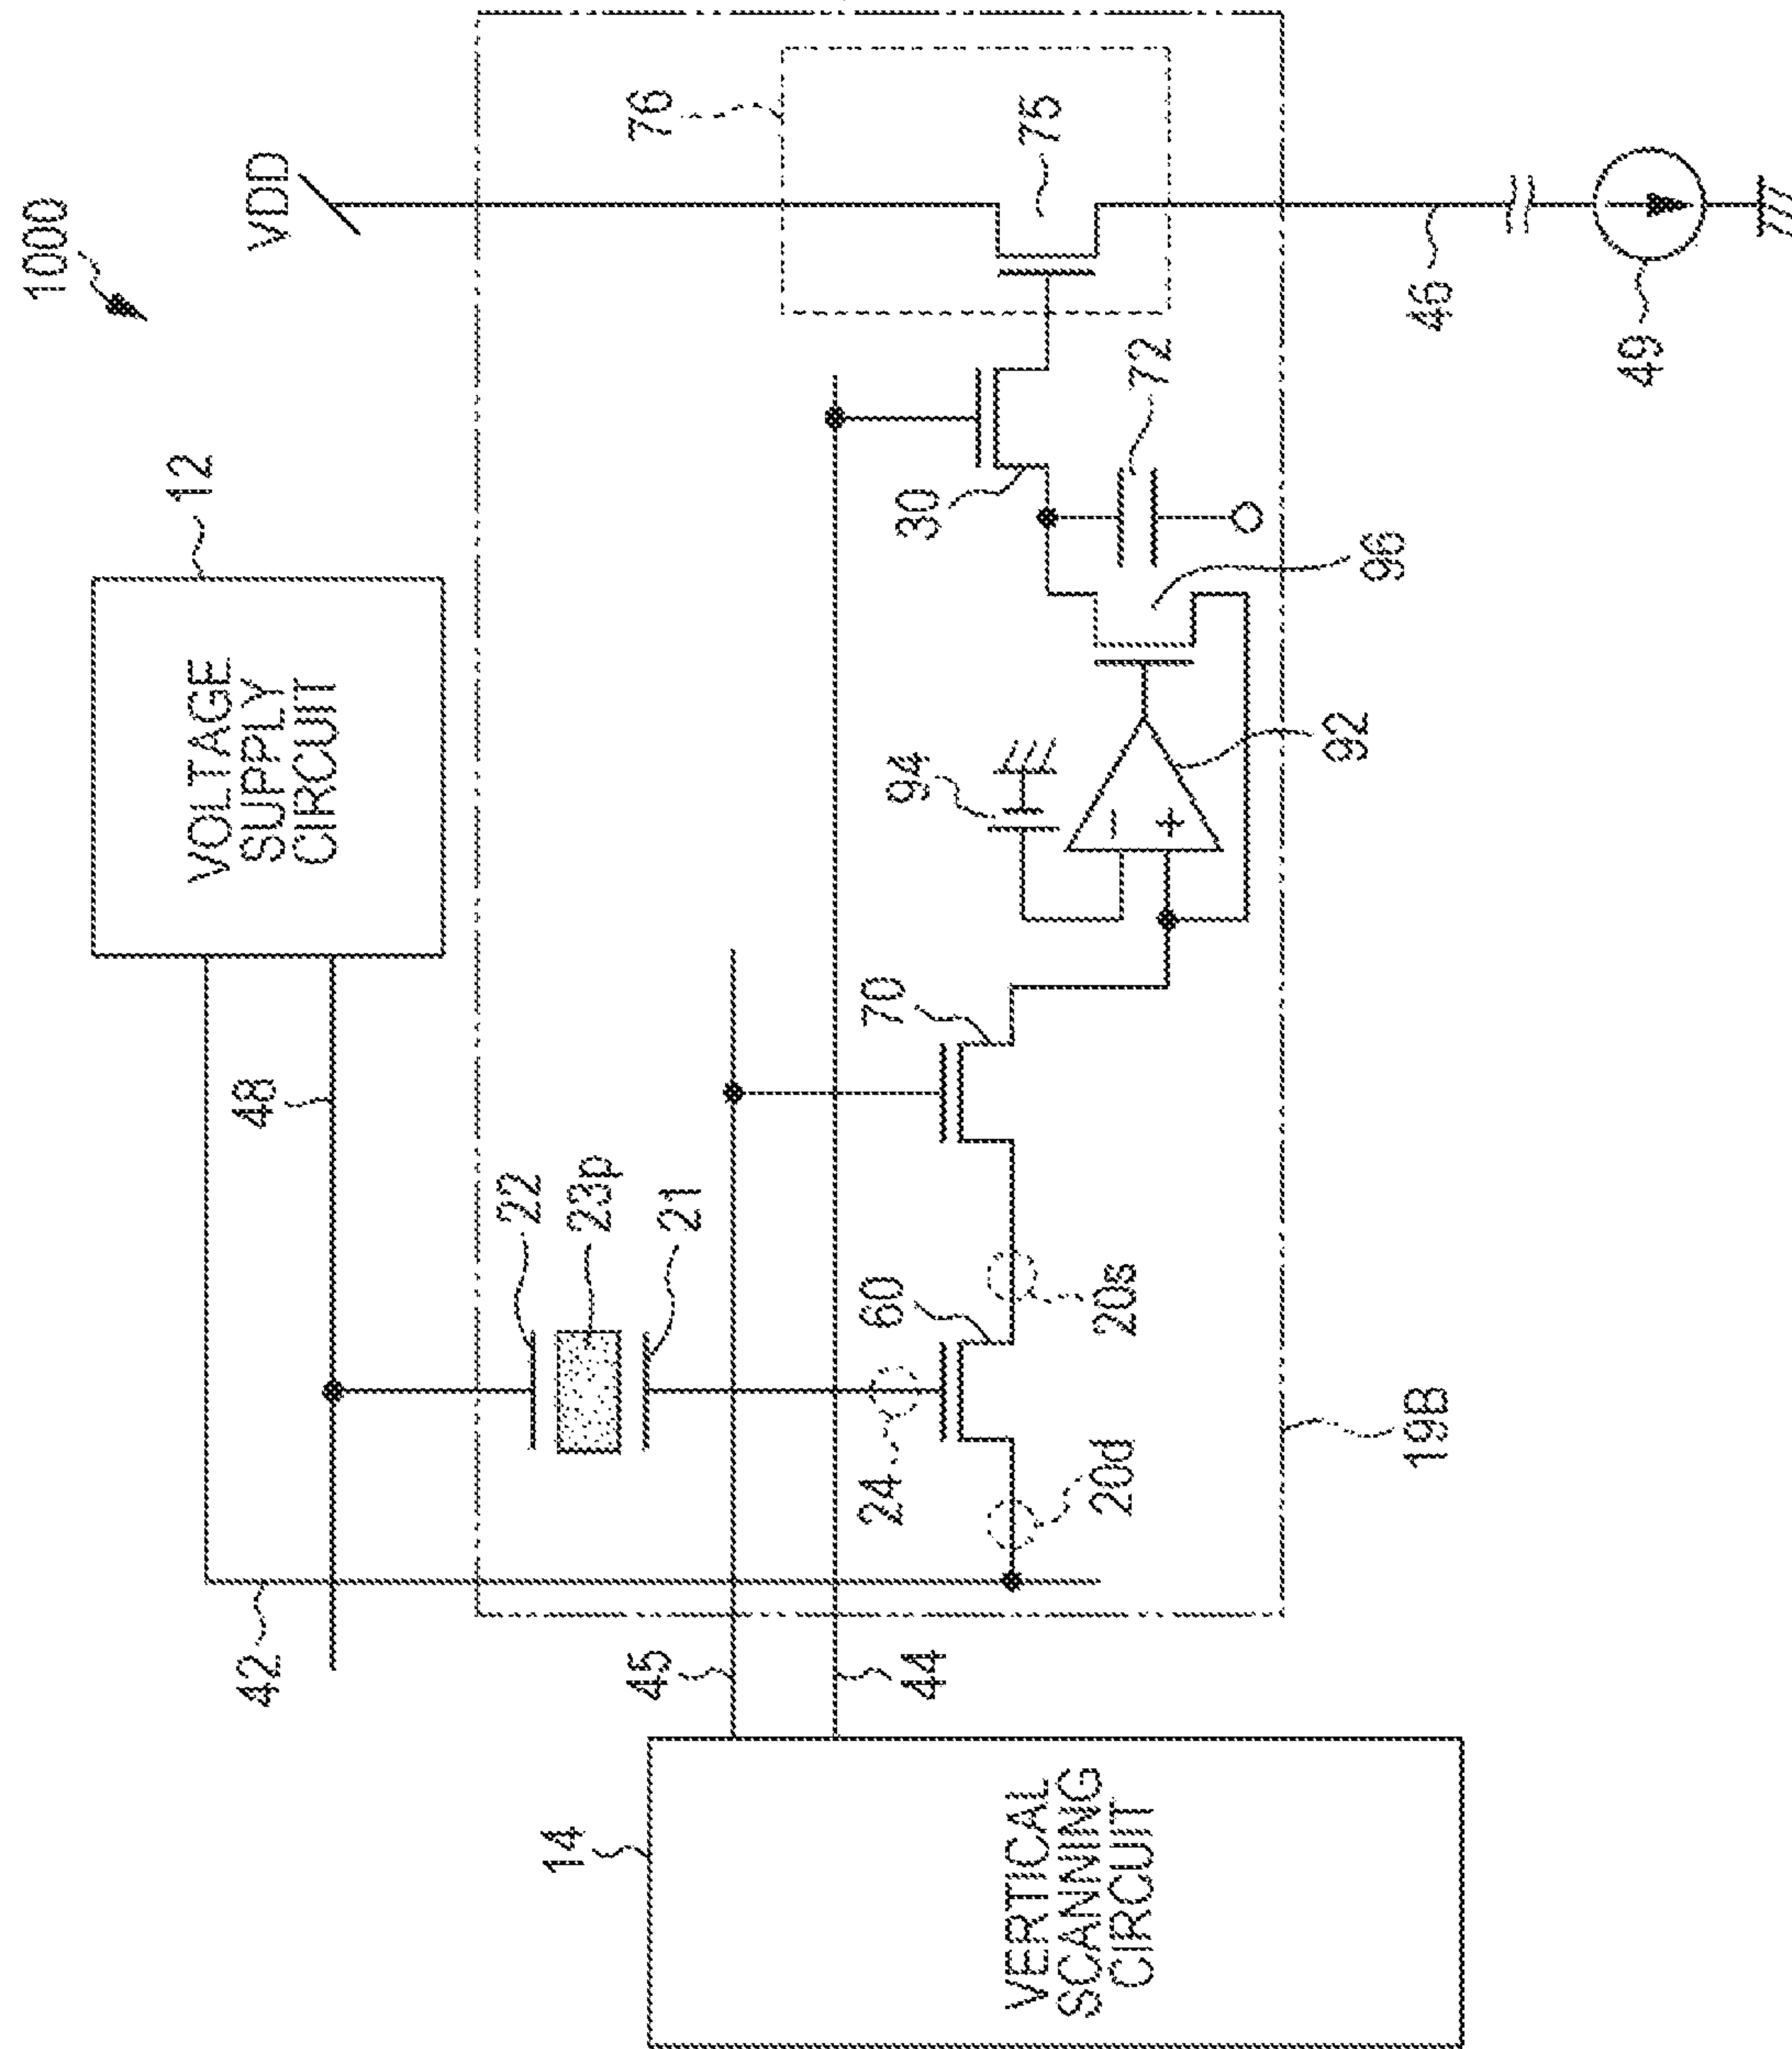 1000
VDD
12
VOLTAGE
SUPPLY
CIRCUIT
76
75
48
42
22
23p
21
30
72
94
96
92
70
60
24
20s
20d
45
44
46
49
19B
14
VERTICAL
SCANNING
CIRCUIT
−
+